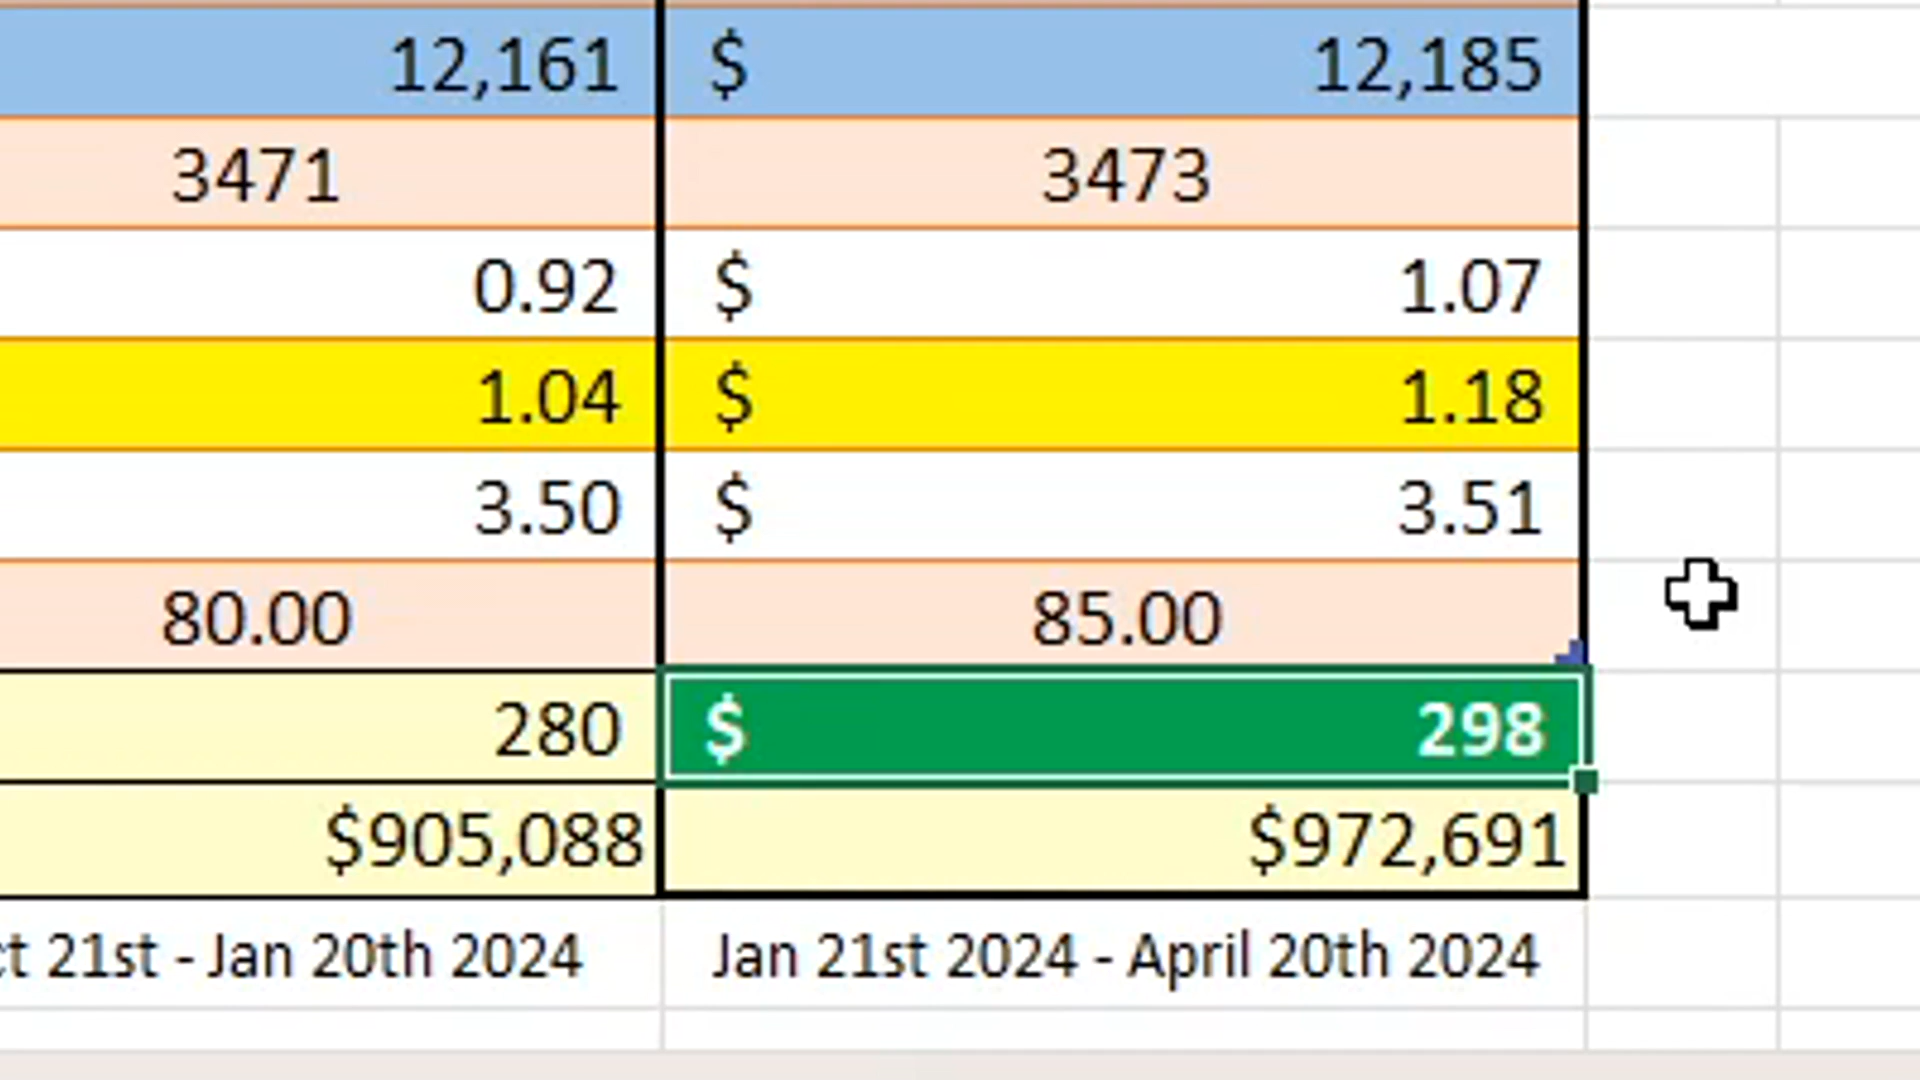 12,161 $ 12,185
3471 3473
0.92 $ 1.07
1.04 $ 1.18
3.50 $ 3.51
80.00 85.00
280 $ 298
$905,088 $972,691
ct 21st - Jan 20th 2024 Jan 21st 2024 - April 20th 2024